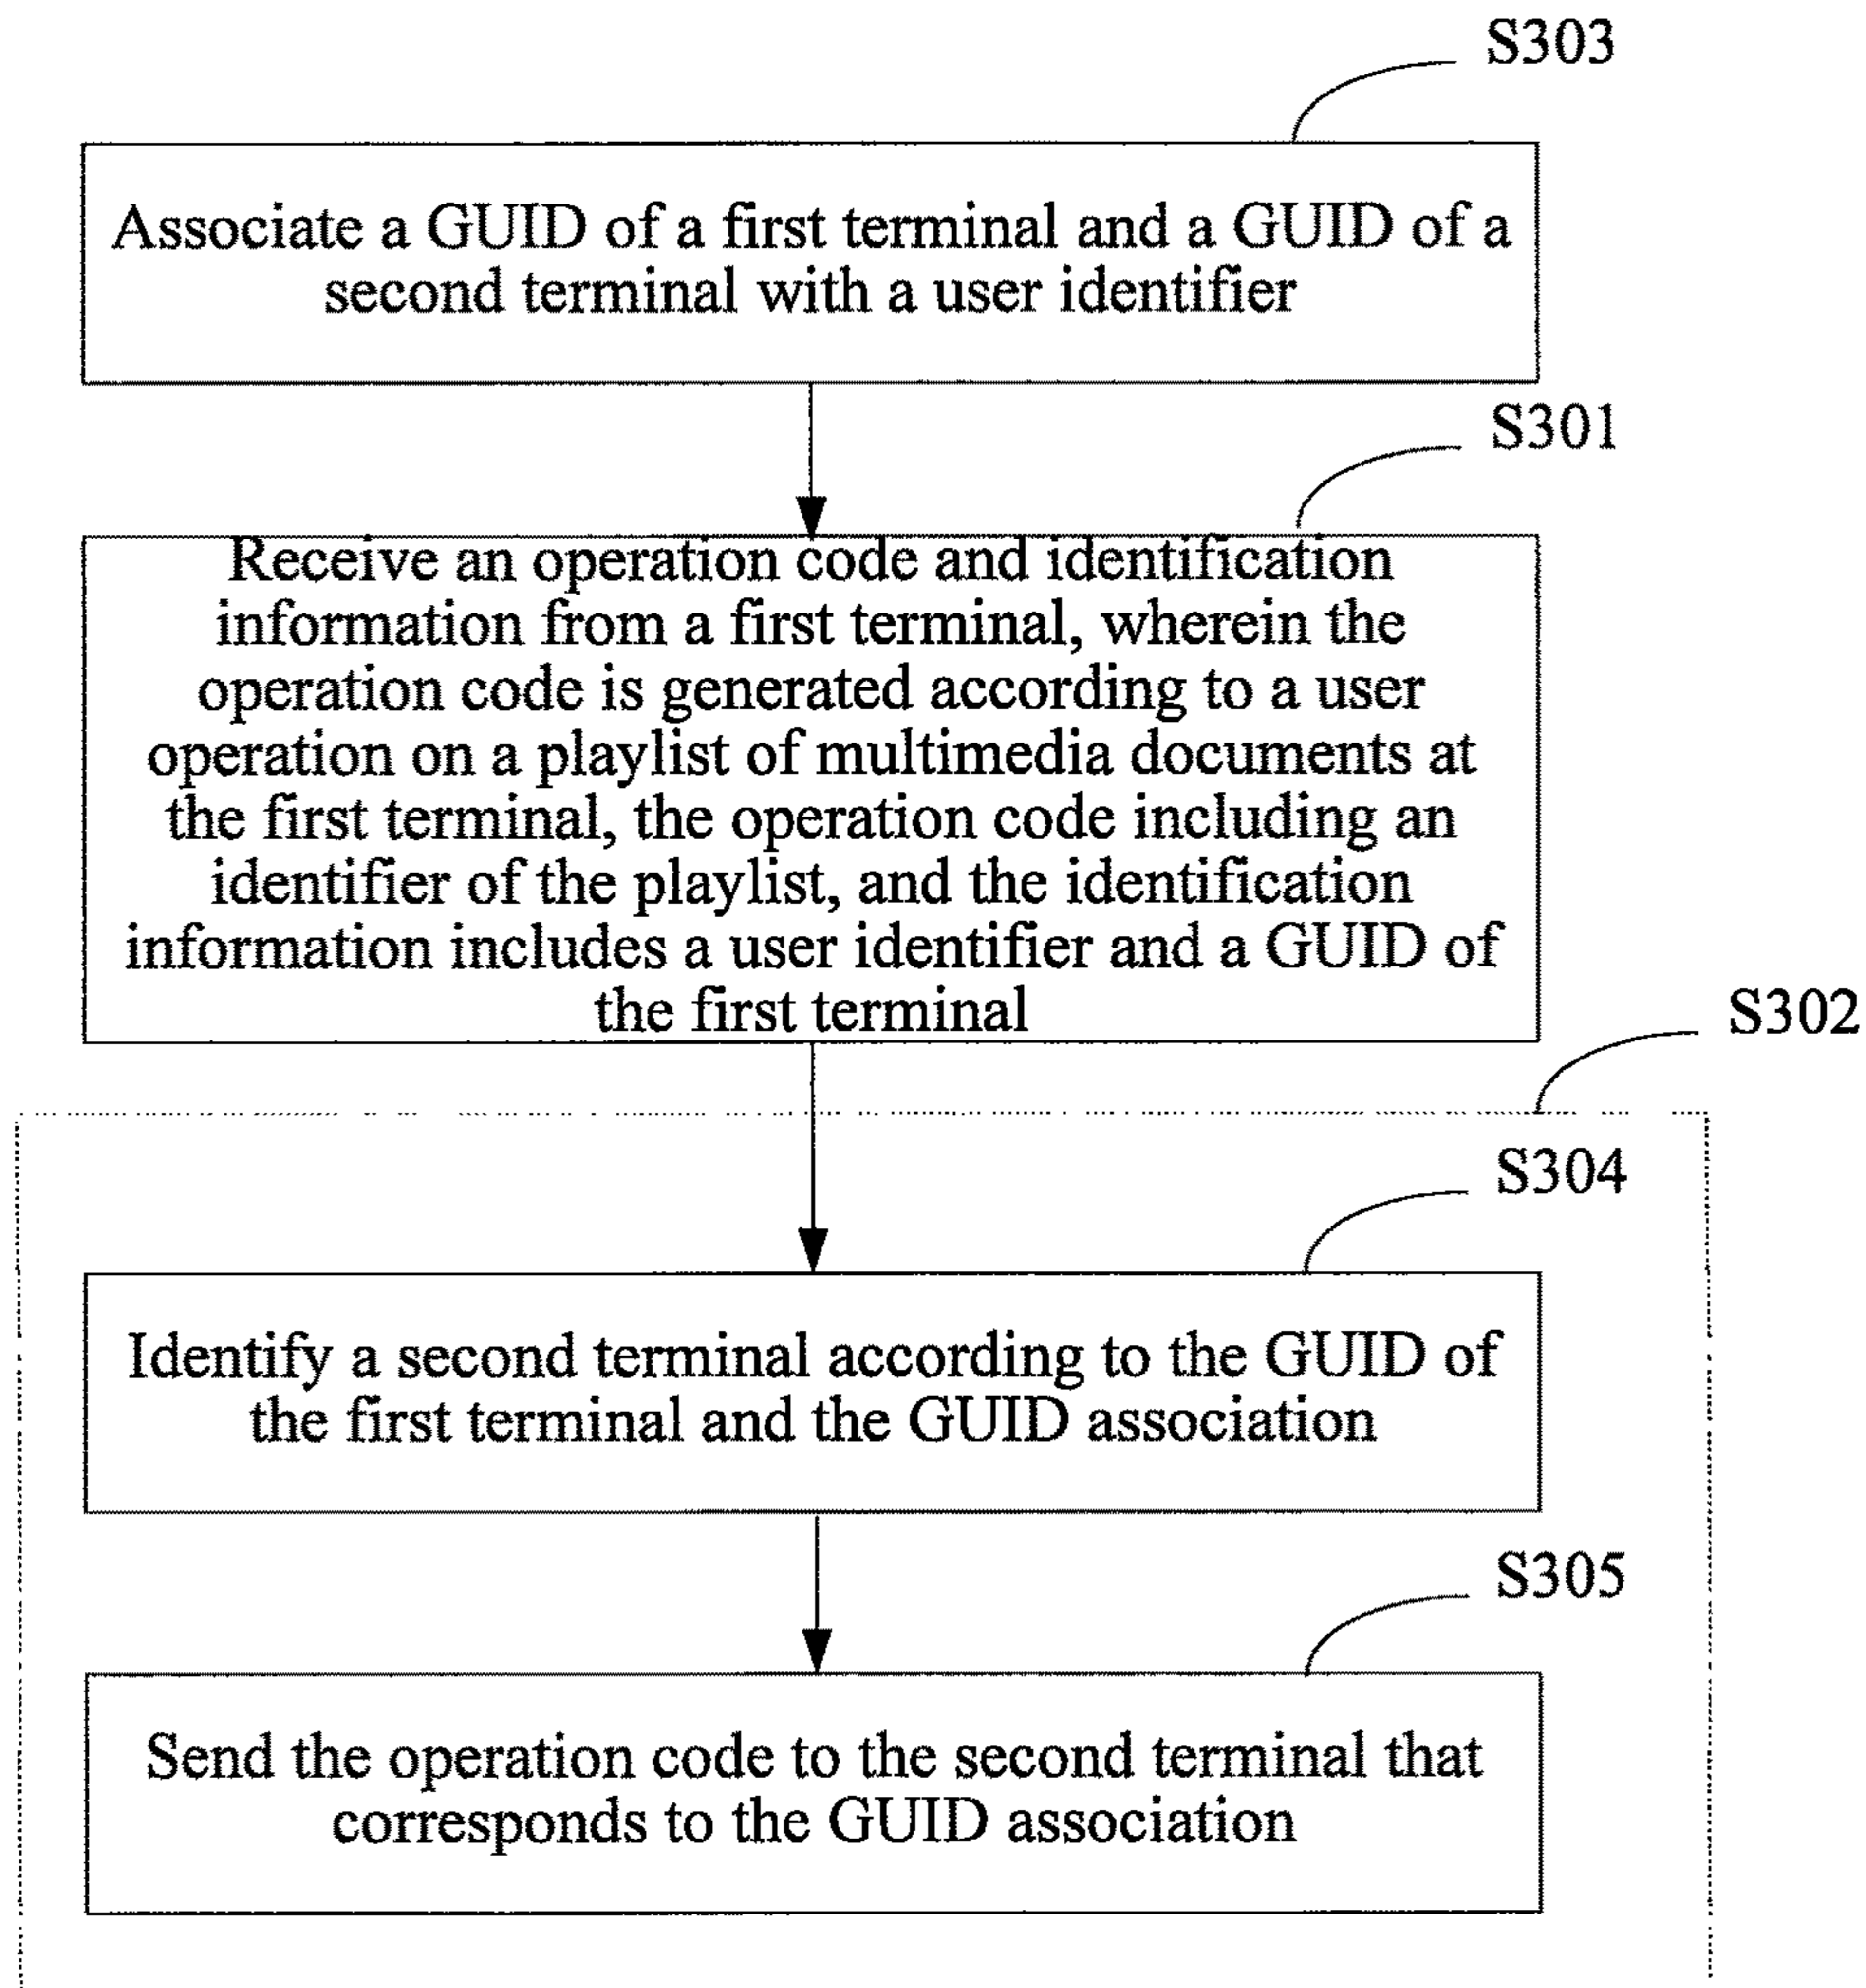 S303
Associate a GUID of a first terminal and a GUID of a
second terminal with a user identifier
S301
Receive an operation code and identification
information from a first terminal, wherein the
operation code is generated according to a user
operation on a playlist of multimedia documents at
the first terminal, the operation code including an
identifier of the playlist, and the identification
information includes a user identifier and a GUID of
the first terminal
S302
S304
Identify a second terminal according to the GUID of
the first terminal and the GUID association
S305
Send the operation code to the second terminal that
corresponds to the GUID association